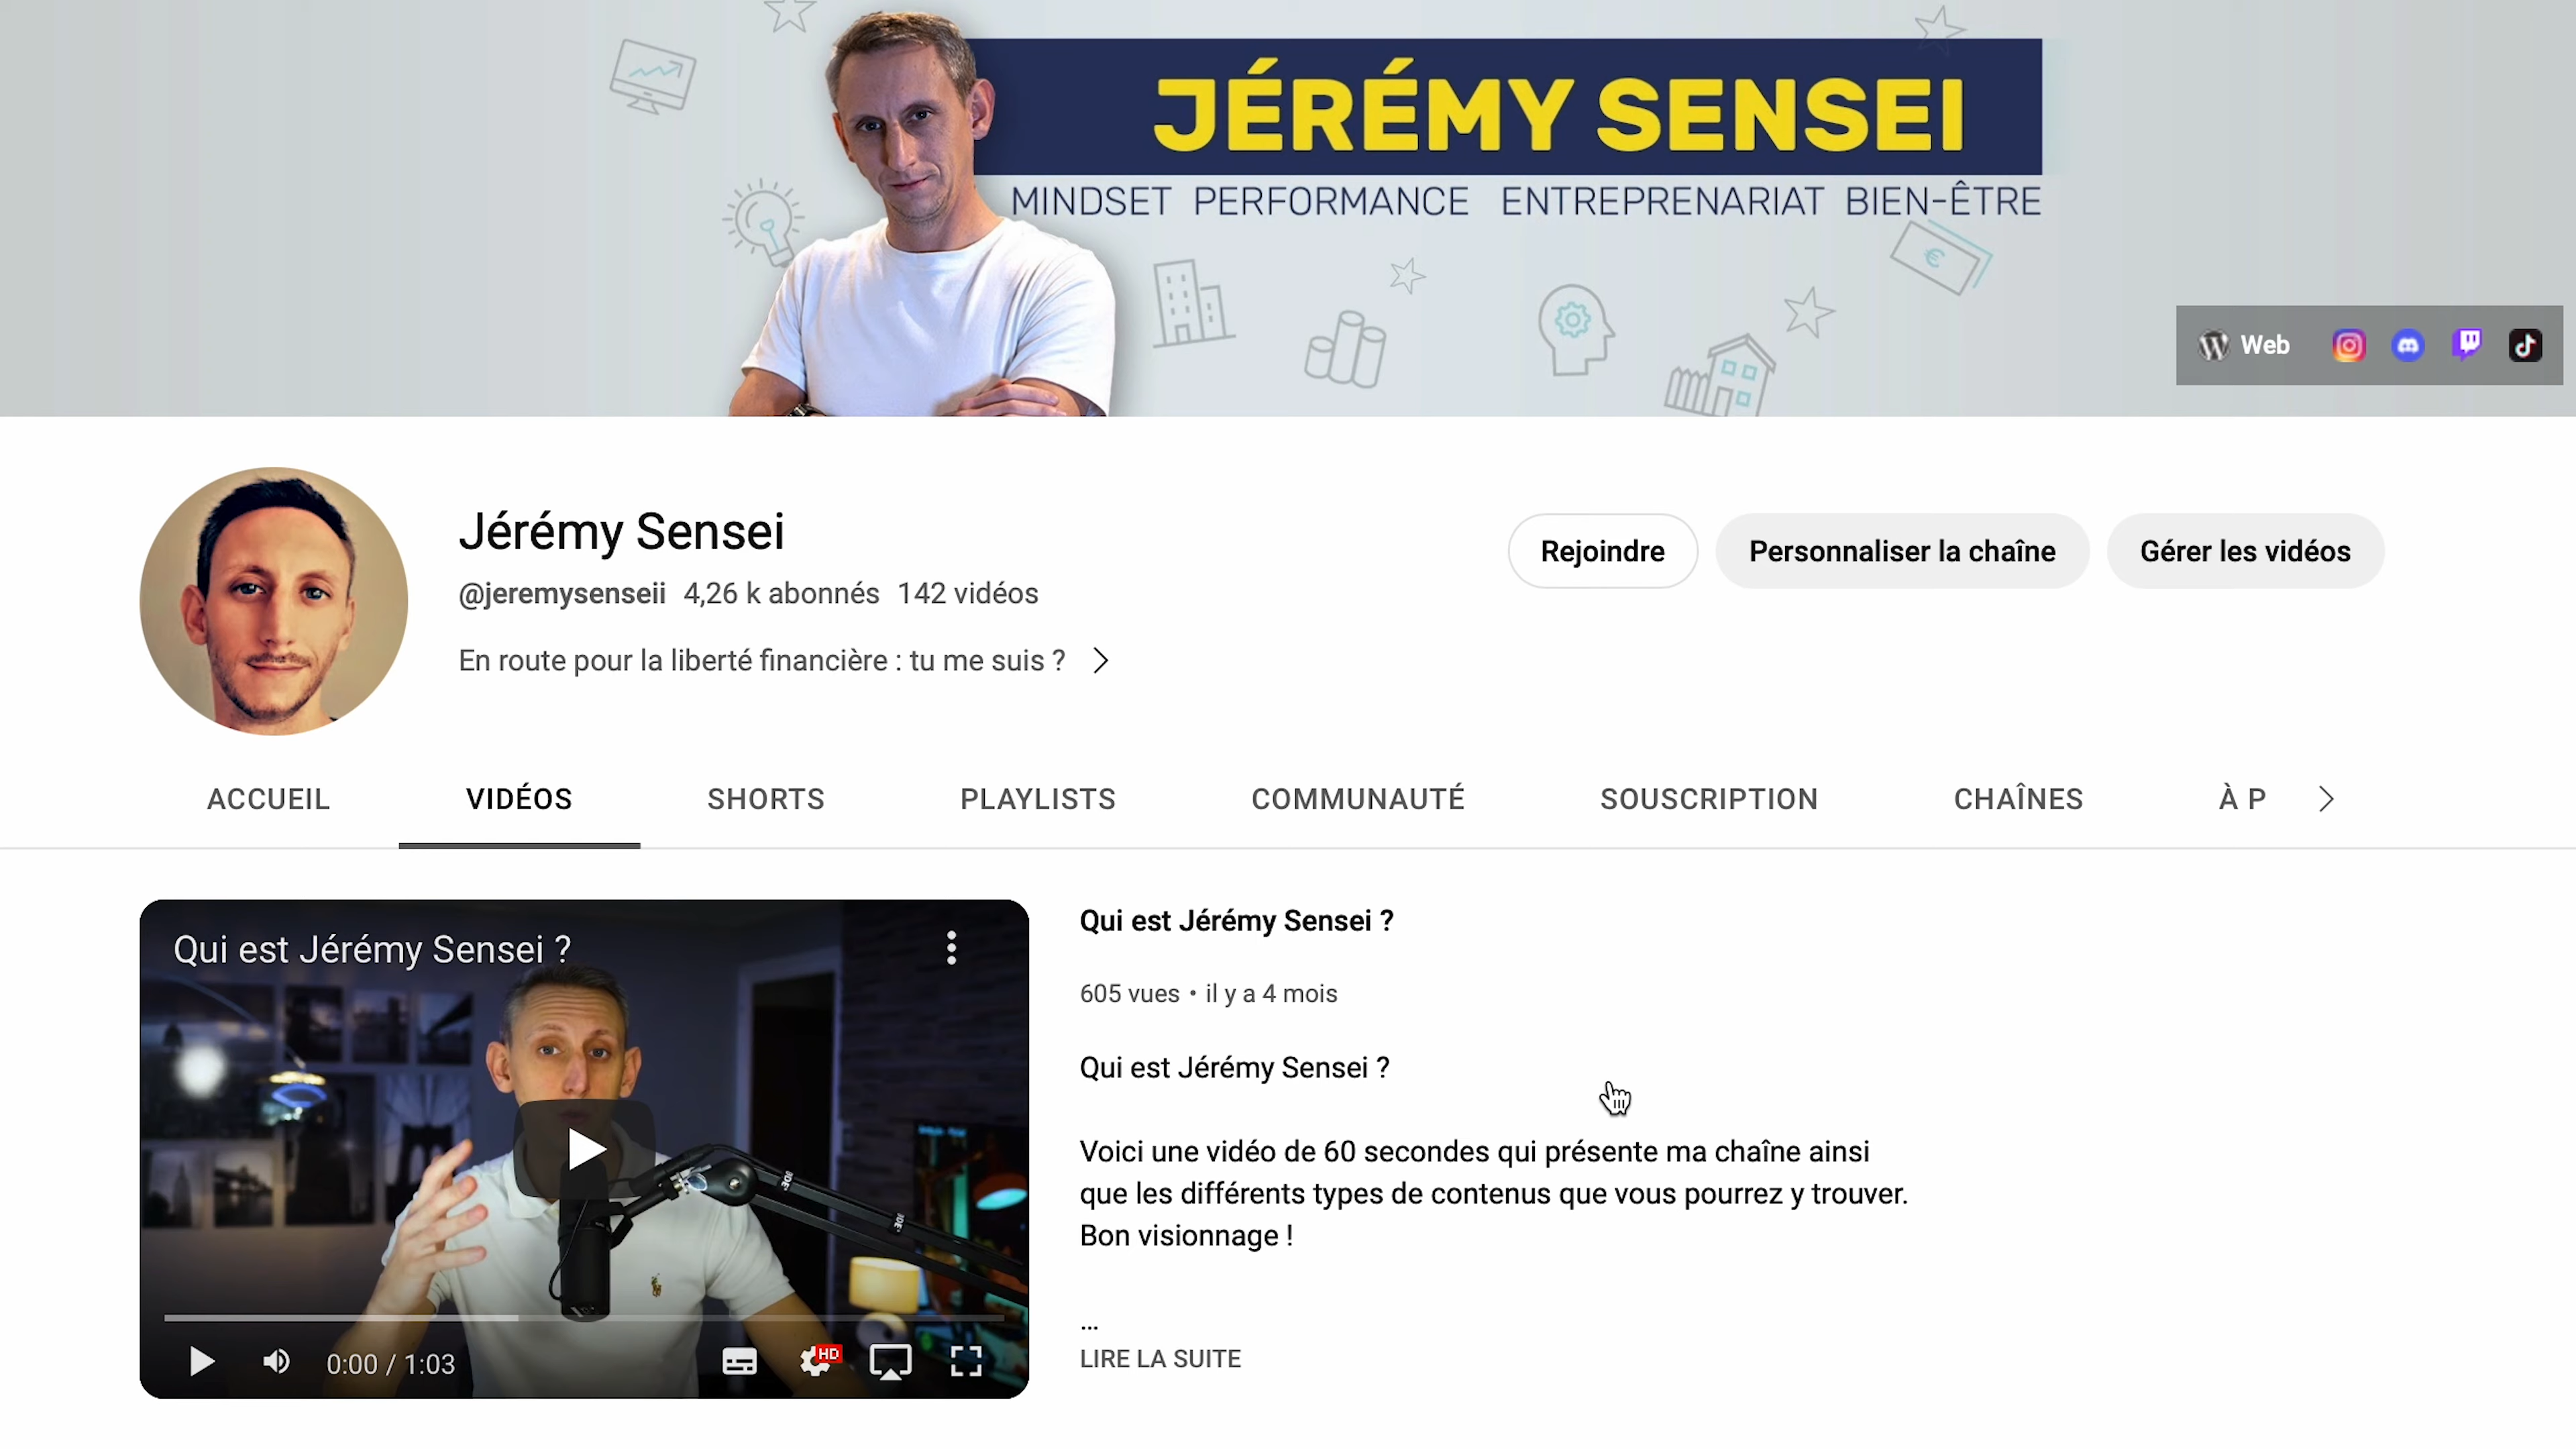 JÉRÉMY SENSEI
MINDSET PERFORMANCE ENTREPRENARIAT BIEN-ÊTRE
Web
Jérémy Sensei
@jeremysenseii 4,26 k abonnés 142 vidéos
En route pour la liberté financière : tu me suis ?
Rejoindre
Personnaliser la chaîne
Gérer les vidéos
ACCUEIL
VIDÉOS
SHORTS
PLAYLISTS
COMMUNAUTÉ
SOUSCRIPTION
CHAÎNES
À P
Qui est Jérémy Sensei ?
0:00 / 1:03
HD
Qui est Jérémy Sensei ?
605 vues • il y a 4 mois
Qui est Jérémy Sensei ?
Voici une vidéo de 60 secondes qui présente ma chaîne ainsi
que les différents types de contenus que vous pourrez y trouver.
Bon visionnage !
...
LIRE LA SUITE